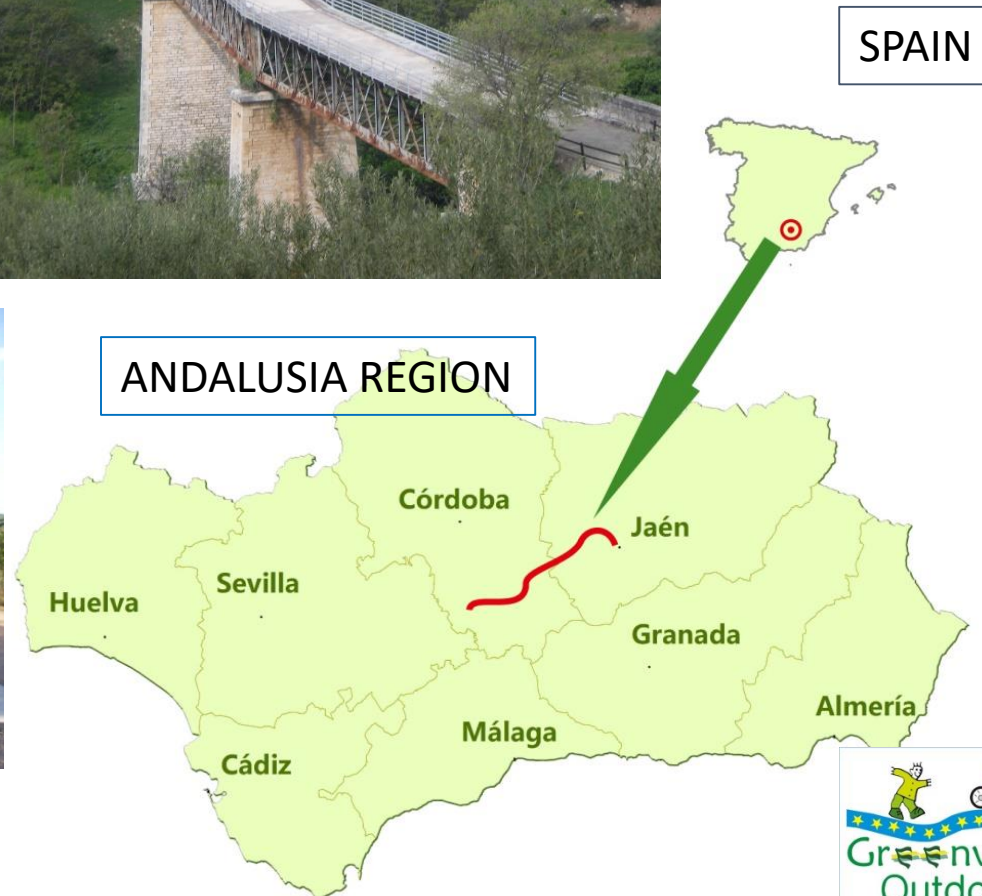 SPAIN
ANDALUSIA REGION
Córdoba
Jaén
Sevilla
Huelva
Granada
Almería
Málaga
Cádiz